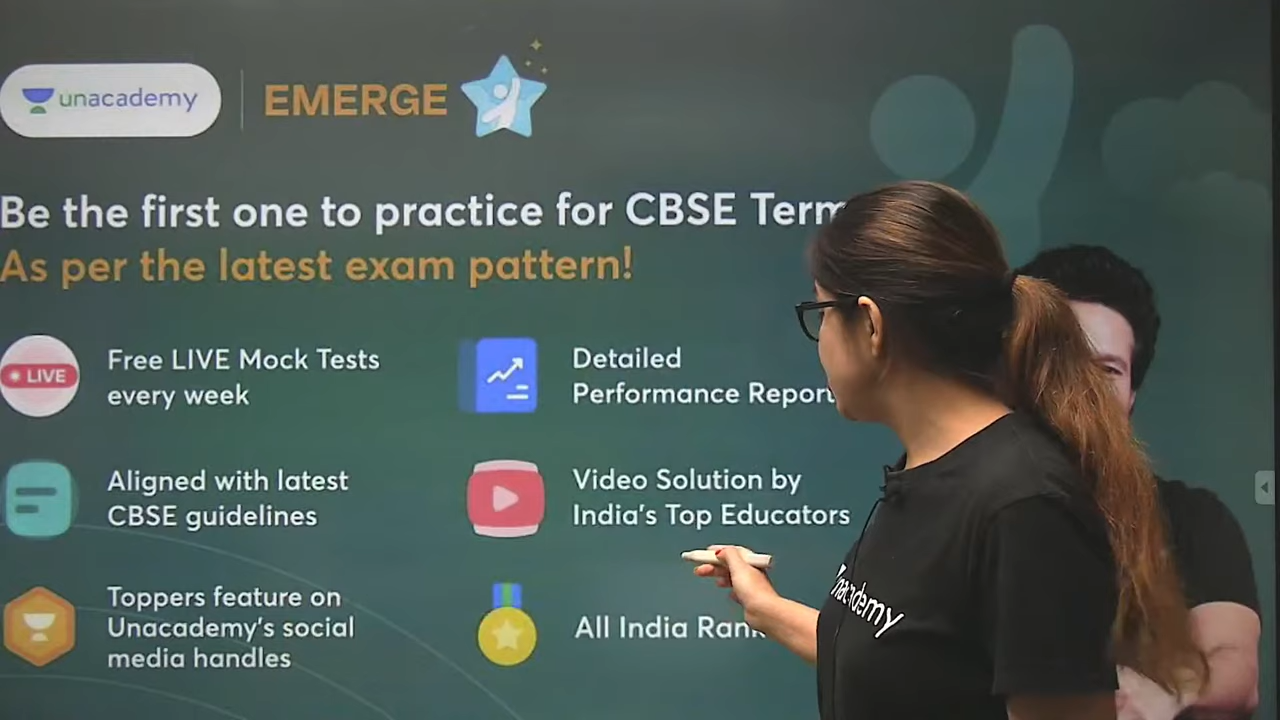 unacademy
EMERGE
Be the first one to practice for CBSE Term
As per the latest exam pattern!
LIVE
Free LIVE Mock Tests
every week
Detailed
Performance Report
Aligned with latest
CBSE guidelines
Video Solution by
India's Top Educators
Toppers feature on
Unacademy's social
media handles
All India Rank
unacademy